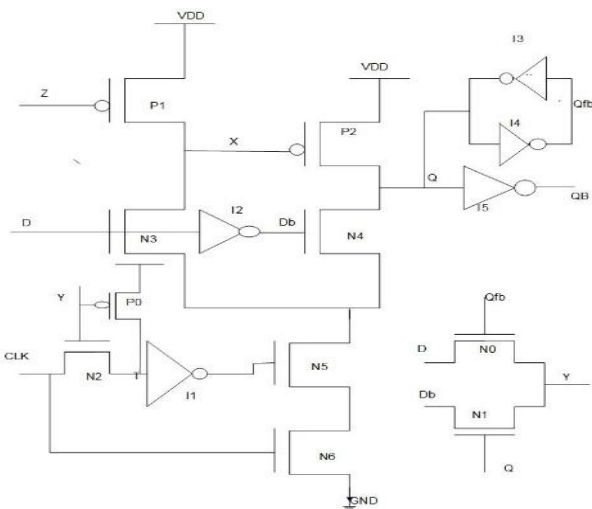 VDD
I3
Z
P1
VDD
Qfb
I4
P2
X
Q
QB
I5
D
I2
Db
N3
N4
Y
P0
Qfb
CLK
N2
T
I1
N5
D
N0
Y
Db
N1
N6
Q
GND